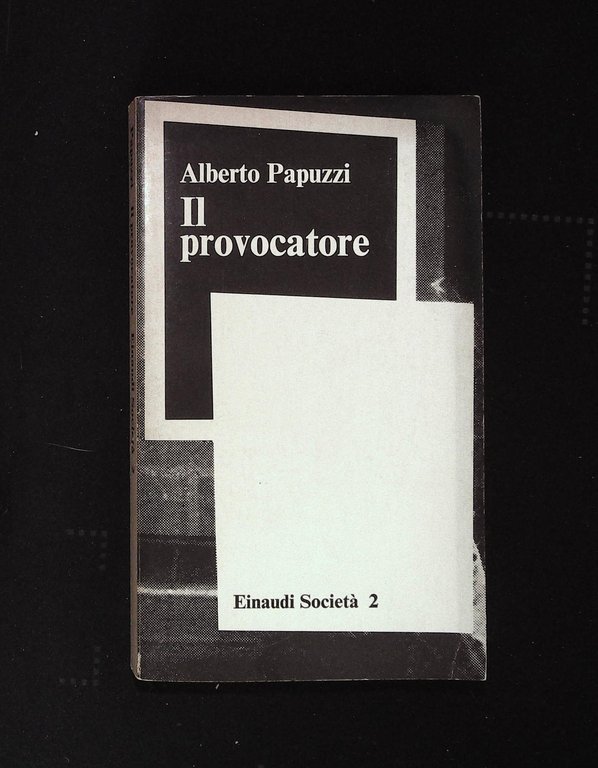 Alberto Papuzzi
Il
provocatore
Einaudi Società 2